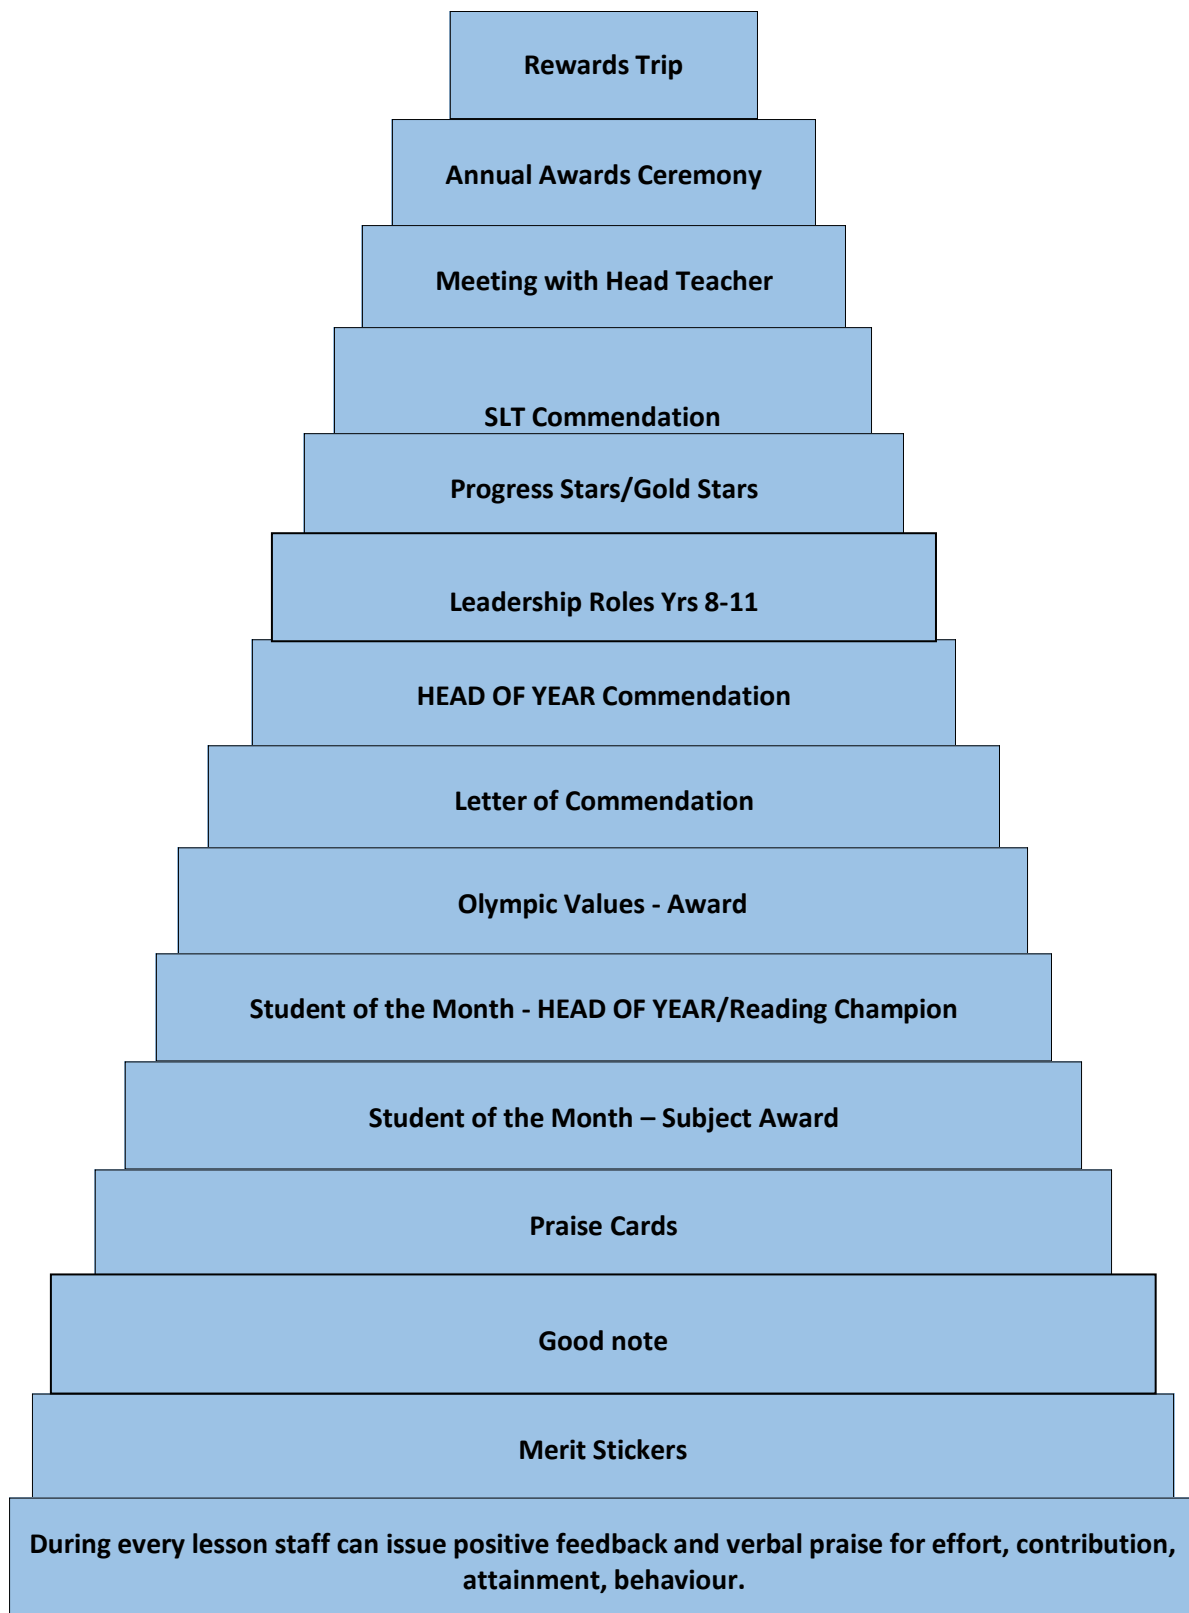 Rewards Trip
Annual Awards Ceremony
Meeting with Head Teacher
SLT Commendation
Progress Stars/Gold Stars
Leadership Roles Yrs 8-11
HEAD OF YEAR Commendation
Letter of Commendation
Olympic Values - Award
Student of the Month - HEAD OF YEAR/Reading Champion
Student of the Month – Subject Award
Praise Cards
Good note
Merit Stickers
During every lesson staff can issue positive feedback and verbal praise for effort, contribution,
attainment, behaviour.